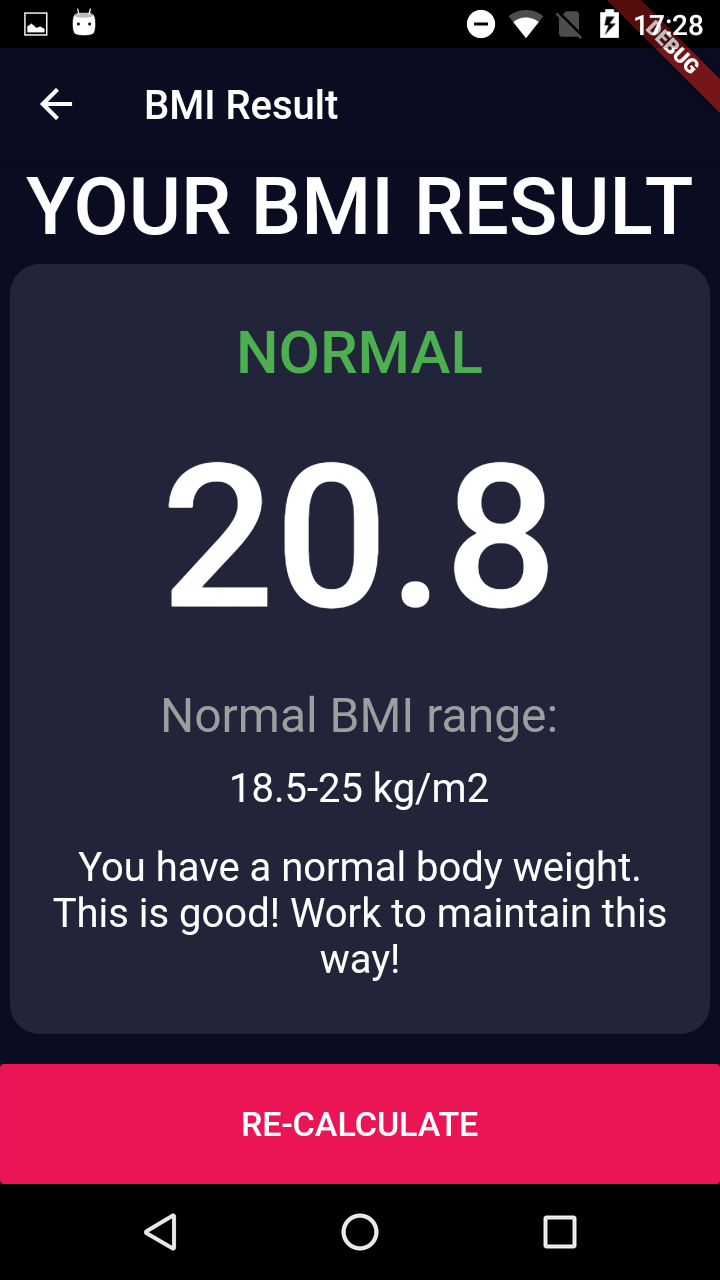 17:28
DEBUG
BMI Result
YOUR BMI RESULT
NORMAL
20.8
Normal BMI range:
18.5-25 kg/m2
You have a normal body weight.
This is good! Work to maintain this
way!
RE-CALCULATE